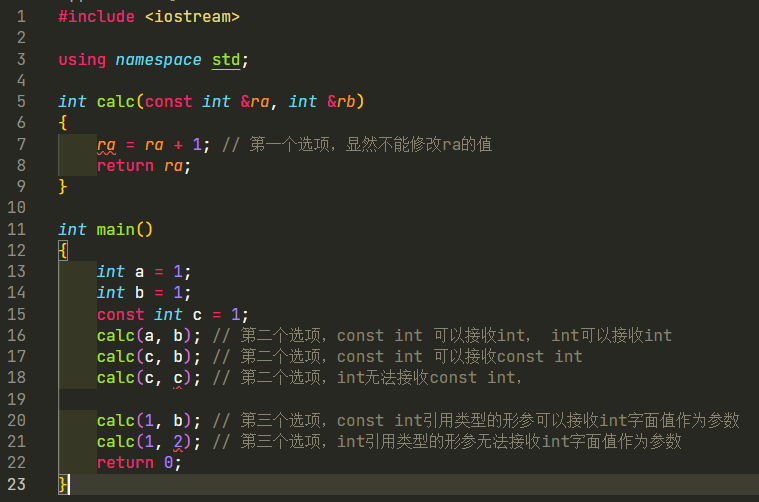 1 #include <iostream>
2
3 using namespace std;
4
5 int calc(const int &ra, int &rb)
6 {
7 ra = ra + 1; // 第一个选项，显然不能修改ra的值
8 return ra;
9 }
10
11 int main()
12 {
13 int a = 1;
14 int b = 1;
15 const int c = 1;
16 calc(a, b); // 第二个选项，const int 可以接收int， int可以接收int
17 calc(c, b); // 第二个选项，const int 可以接收const int
18 calc(c, c); // 第二个选项，int无法接收const int，
19
20 calc(1, b); // 第三个选项，const int引用类型的形参可以接收int字面值作为参数
21 calc(1, 2); // 第三个选项，int引用类型的形参无法接收int字面值作为参数
22 return 0;
23 }